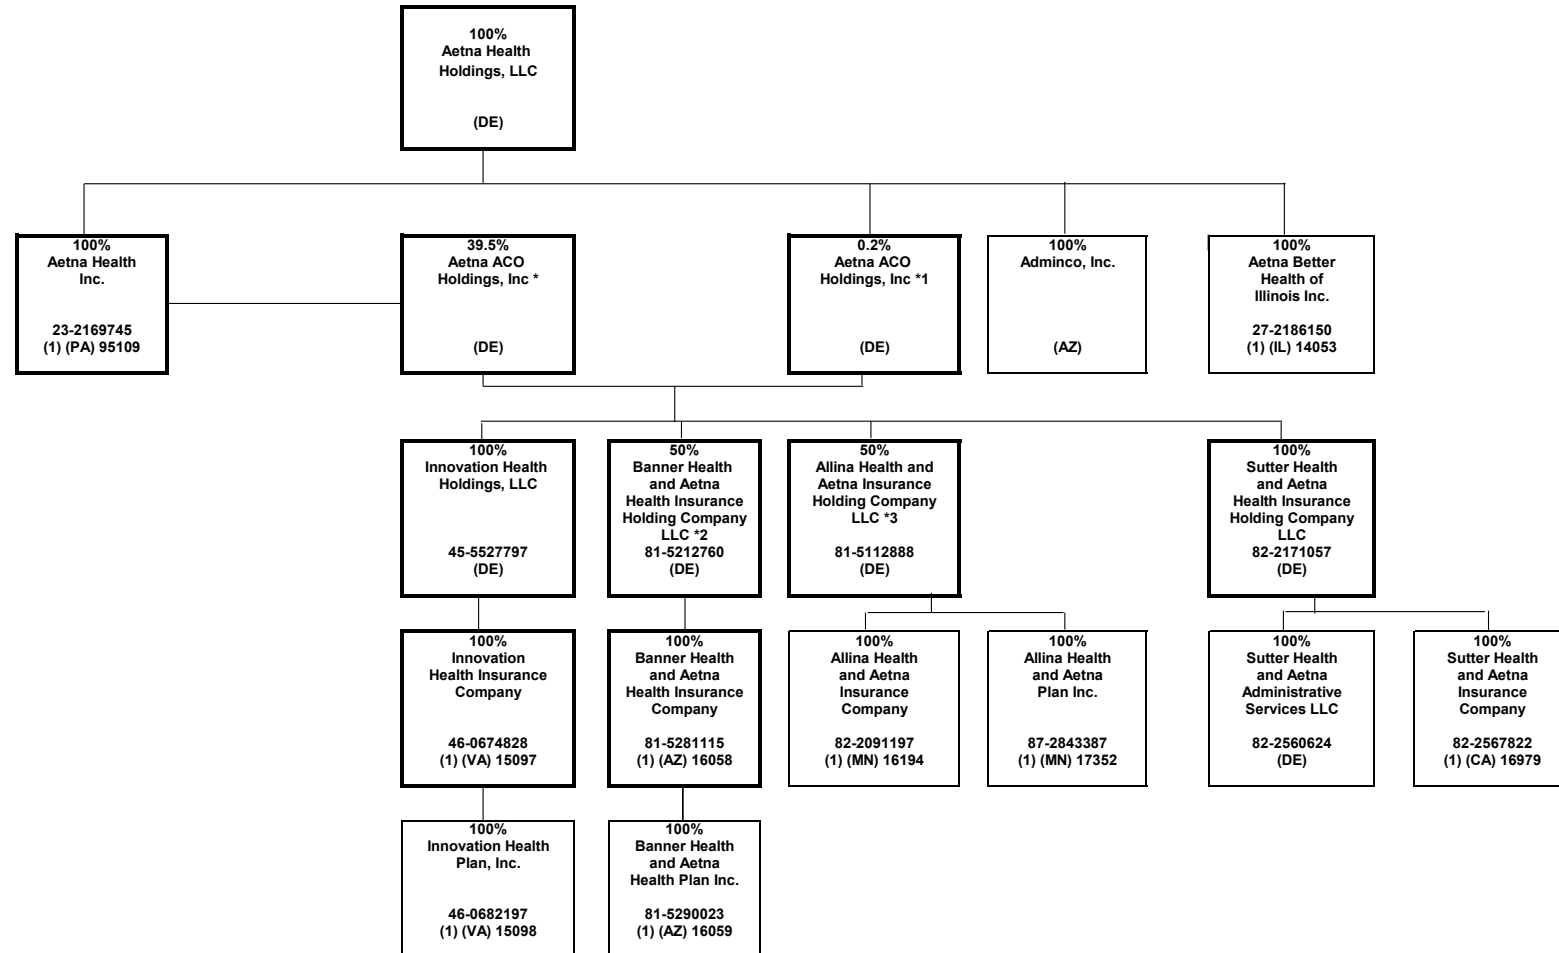 100%
Aetna Health
Holdings, LLC
(DE)
100%
Aetna Health
Inc.
23-2169745
(1) (PA) 95109
39.5%
Aetna ACO
Holdings, Inc *
(DE)
0.2%
Aetna ACO
Holdings, Inc *1
(DE)
100%
Adminco, Inc.
(AZ)
100%
Aetna Better
Health of
Illinois Inc.
27-2186150
(1) (IL) 14053
100%
Innovation Health
Holdings, LLC
45-5527797
(DE)
50%
Banner Health
and Aetna
Health Insurance
Holding Company
LLC *2
81-5212760
(DE)
50%
Allina Health and
Aetna Insurance
Holding Company
LLC *3
81-5112888
(DE)
100%
Sutter Health
and Aetna
Health Insurance
Holding Company
LLC
82-2171057
(DE)
100%
Innovation
Health Insurance
Company
46-0674828
(1) (VA) 15097
100%
Banner Health
and Aetna
Health Insurance
Company
81-5281115
(1) (AZ) 16058
100%
Allina Health
and Aetna
Insurance
Company
82-2091197
(1) (MN) 16194
100%
Allina Health
and Aetna
Plan Inc.
87-2843387
(1) (MN) 17352
100%
Sutter Health
and Aetna
Administrative
Services LLC
82-2560624
(DE)
100%
Sutter Health
and Aetna
Insurance
Company
82-2567822
(1) (CA) 16979
100%
Innovation Health
Plan, Inc.
46-0682197
(1) (VA) 15098
100%
Banner Health
and Aetna
Health Plan Inc.
81-5290023
(1) (AZ) 16059